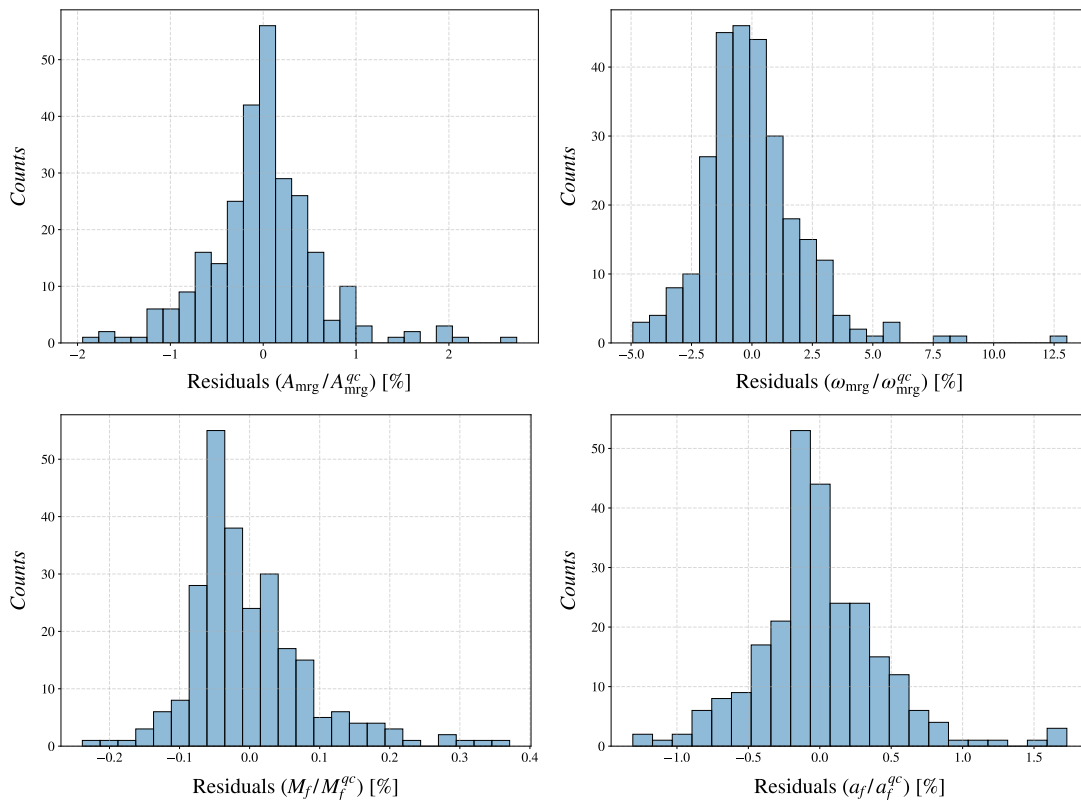 Counts
50
40
30
20
10
0
−2 −1 0 1 2
Residuals (A_mrg/A_mrg^qc) [%]
Counts
40
30
20
10
0
−5.0 −2.5 0.0 2.5 5.0 7.5 10.0 12.5
Residuals (ω_mrg/ω_mrg^qc) [%]
Counts
50
40
30
20
10
0
−0.2 −0.1 0.0 0.1 0.2 0.3 0.4
Residuals (M_f/M_f^qc) [%]
Counts
50
40
30
20
10
0
−1.0 −0.5 0.0 0.5 1.0 1.5
Residuals (a_f/a_f^qc) [%]